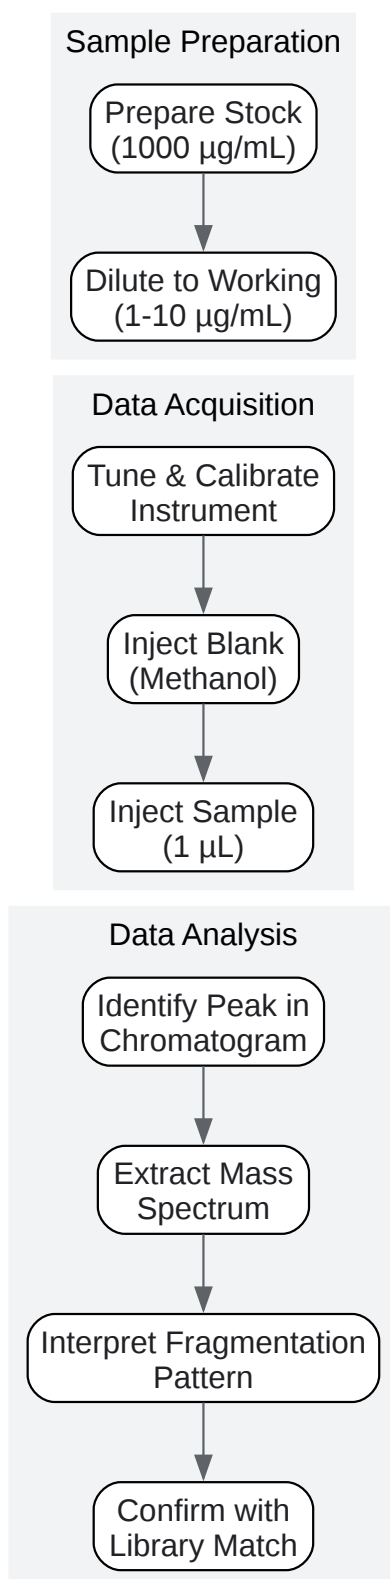 Sample Preparation
Prepare Stock
(1000 µg/mL)
Dilute to Working
(1-10 µg/mL)
Data Acquisition
Tune & Calibrate
Instrument
Inject Blank
(Methanol)
Inject Sample
(1 µL)
Data Analysis
Identify Peak in
Chromatogram
Extract Mass
Spectrum
Interpret Fragmentation
Pattern
Confirm with
Library Match